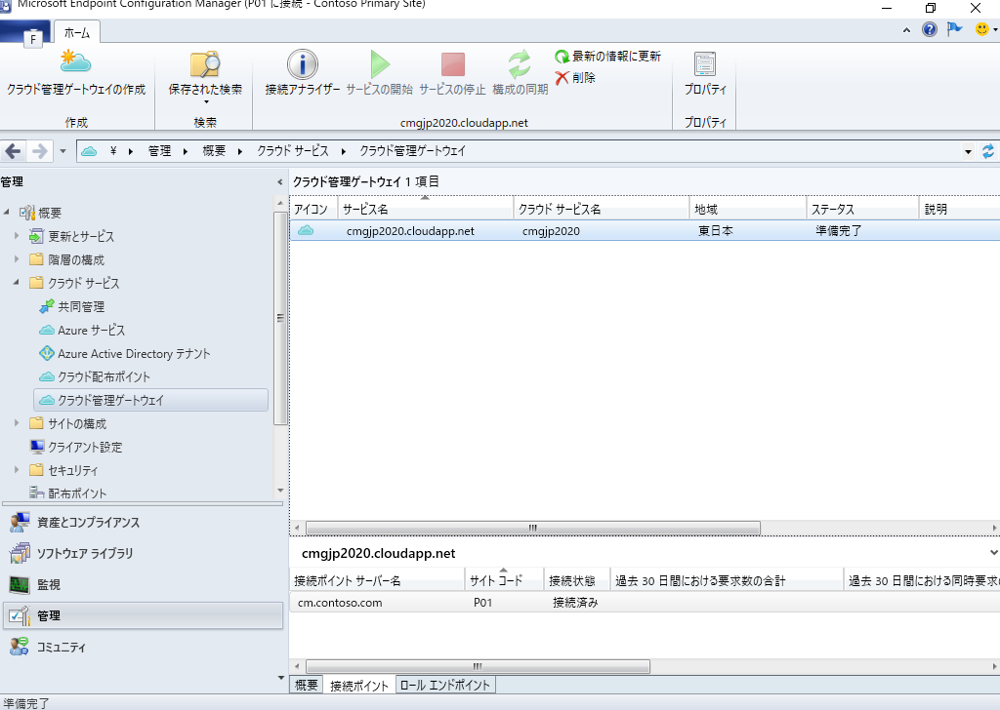 Microsoft Endpoint Configuration Manager (P01 に接続 - Contoso Primary Site)
F
ホーム
クラウド管理ゲートウェイの作成
保存された検索
接続アナライザー
サービスの開始
サービスの停止
構成の同期
最新の情報に更新
削除
プロパティ
作成
検索
cmgjp2020.cloudapp.net
プロパティ
¥ 管理 概要 クラウド サービス クラウド管理ゲートウェイ
管理
概要
更新とサービス
階層の構成
クラウド サービス
共同管理
Azure サービス
Azure Active Directory テナント
クラウド配布ポイント
クラウド管理ゲートウェイ
サイトの構成
クライアント設定
セキュリティ
配布ポイント
資産とコンプライアンス
ソフトウェア ライブラリ
監視
管理
コミュニティ
クラウド管理ゲートウェイ 1 項目
アイコン サービス名 クラウド サービス名 地域 ステータス 説明
cmgjp2020.cloudapp.net cmgjp2020 東日本 準備完了
cmgjp2020.cloudapp.net
接続ポイント サーバー名 サイト コード 接続状態 過去 30 日間における要求数の合計 過去 30 日間における同時要求の
cm.contoso.com P01 接続済み
概要 接続ポイント ロール エンドポイント
準備完了